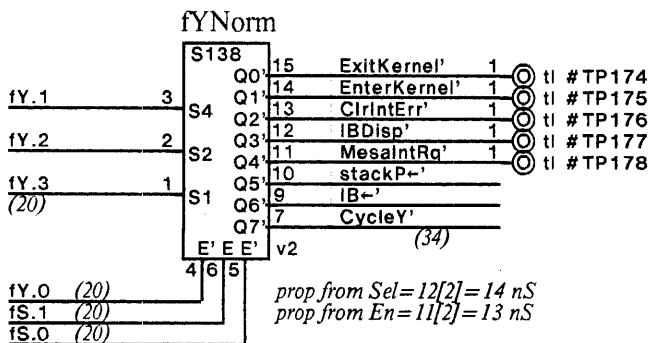 fYNorm
S138
Q0' 15 ExitKernel' 1 tl #TP174
Q1' 14 EnterKernel' 1 tl #TP175
fY.1 3 S4 Q2' 13 ClrIntErr' 1 tl #TP176
Q3' 12 IBDisp' 1 tl #TP177
fY.2 2 S2 Q4' 11 MesaIntRq' 1 tl #TP178
Q5' 10 stackP←'
fY.3 1 S1 Q6' 9 IB←'
(20) Q7' 7 CycleY'
(34)
E' E E' v2
4 6 5
fY.0 (20) prop from Sel=12[2]=14 nS
fS.1 (20) prop from En=11[2]=13 nS
fS.0 (20)